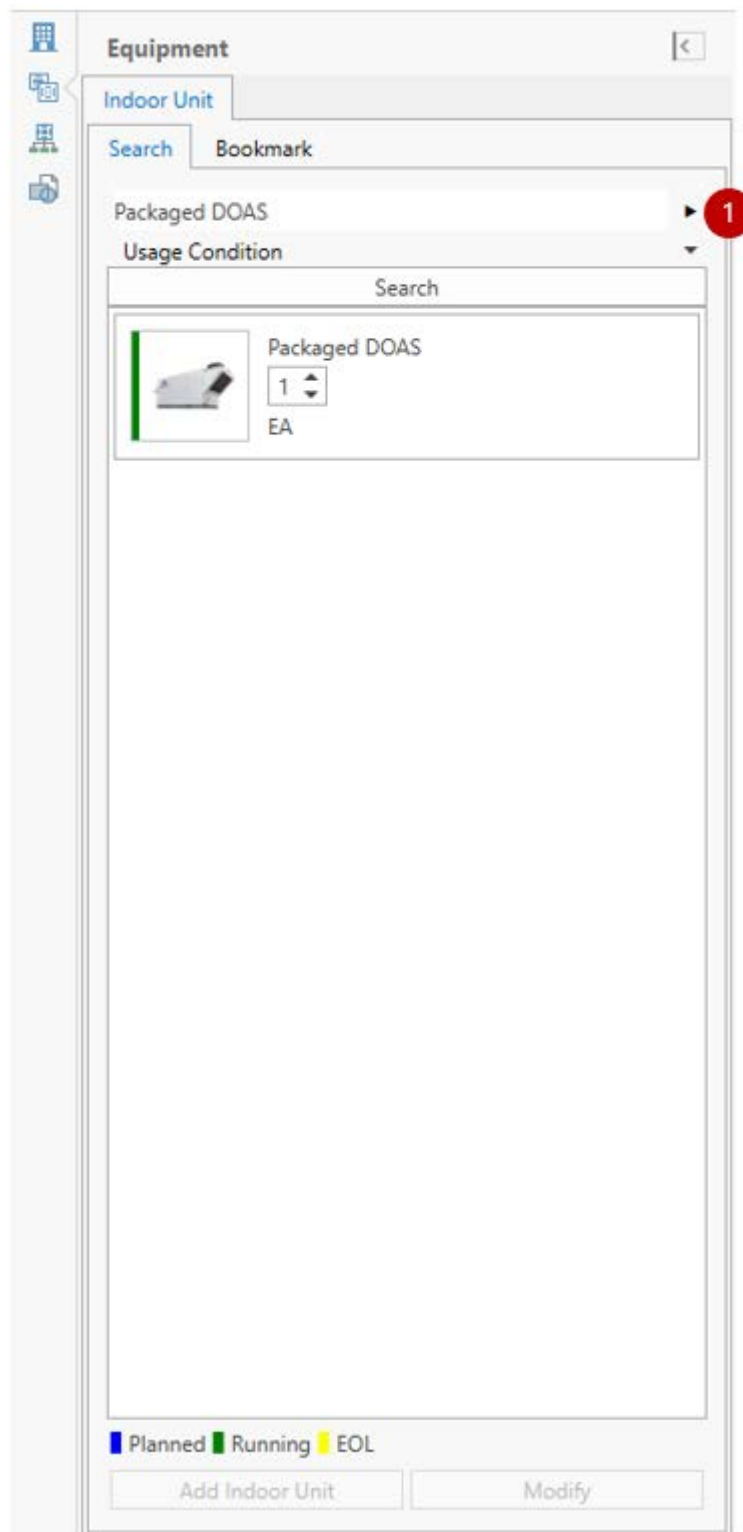 Equipment
Indoor Unit
Search Bookmark
Packaged DOAS
1
Usage Condition
Search
Packaged DOAS
1
EA
Planned Running EOL
Add Indoor Unit Modify